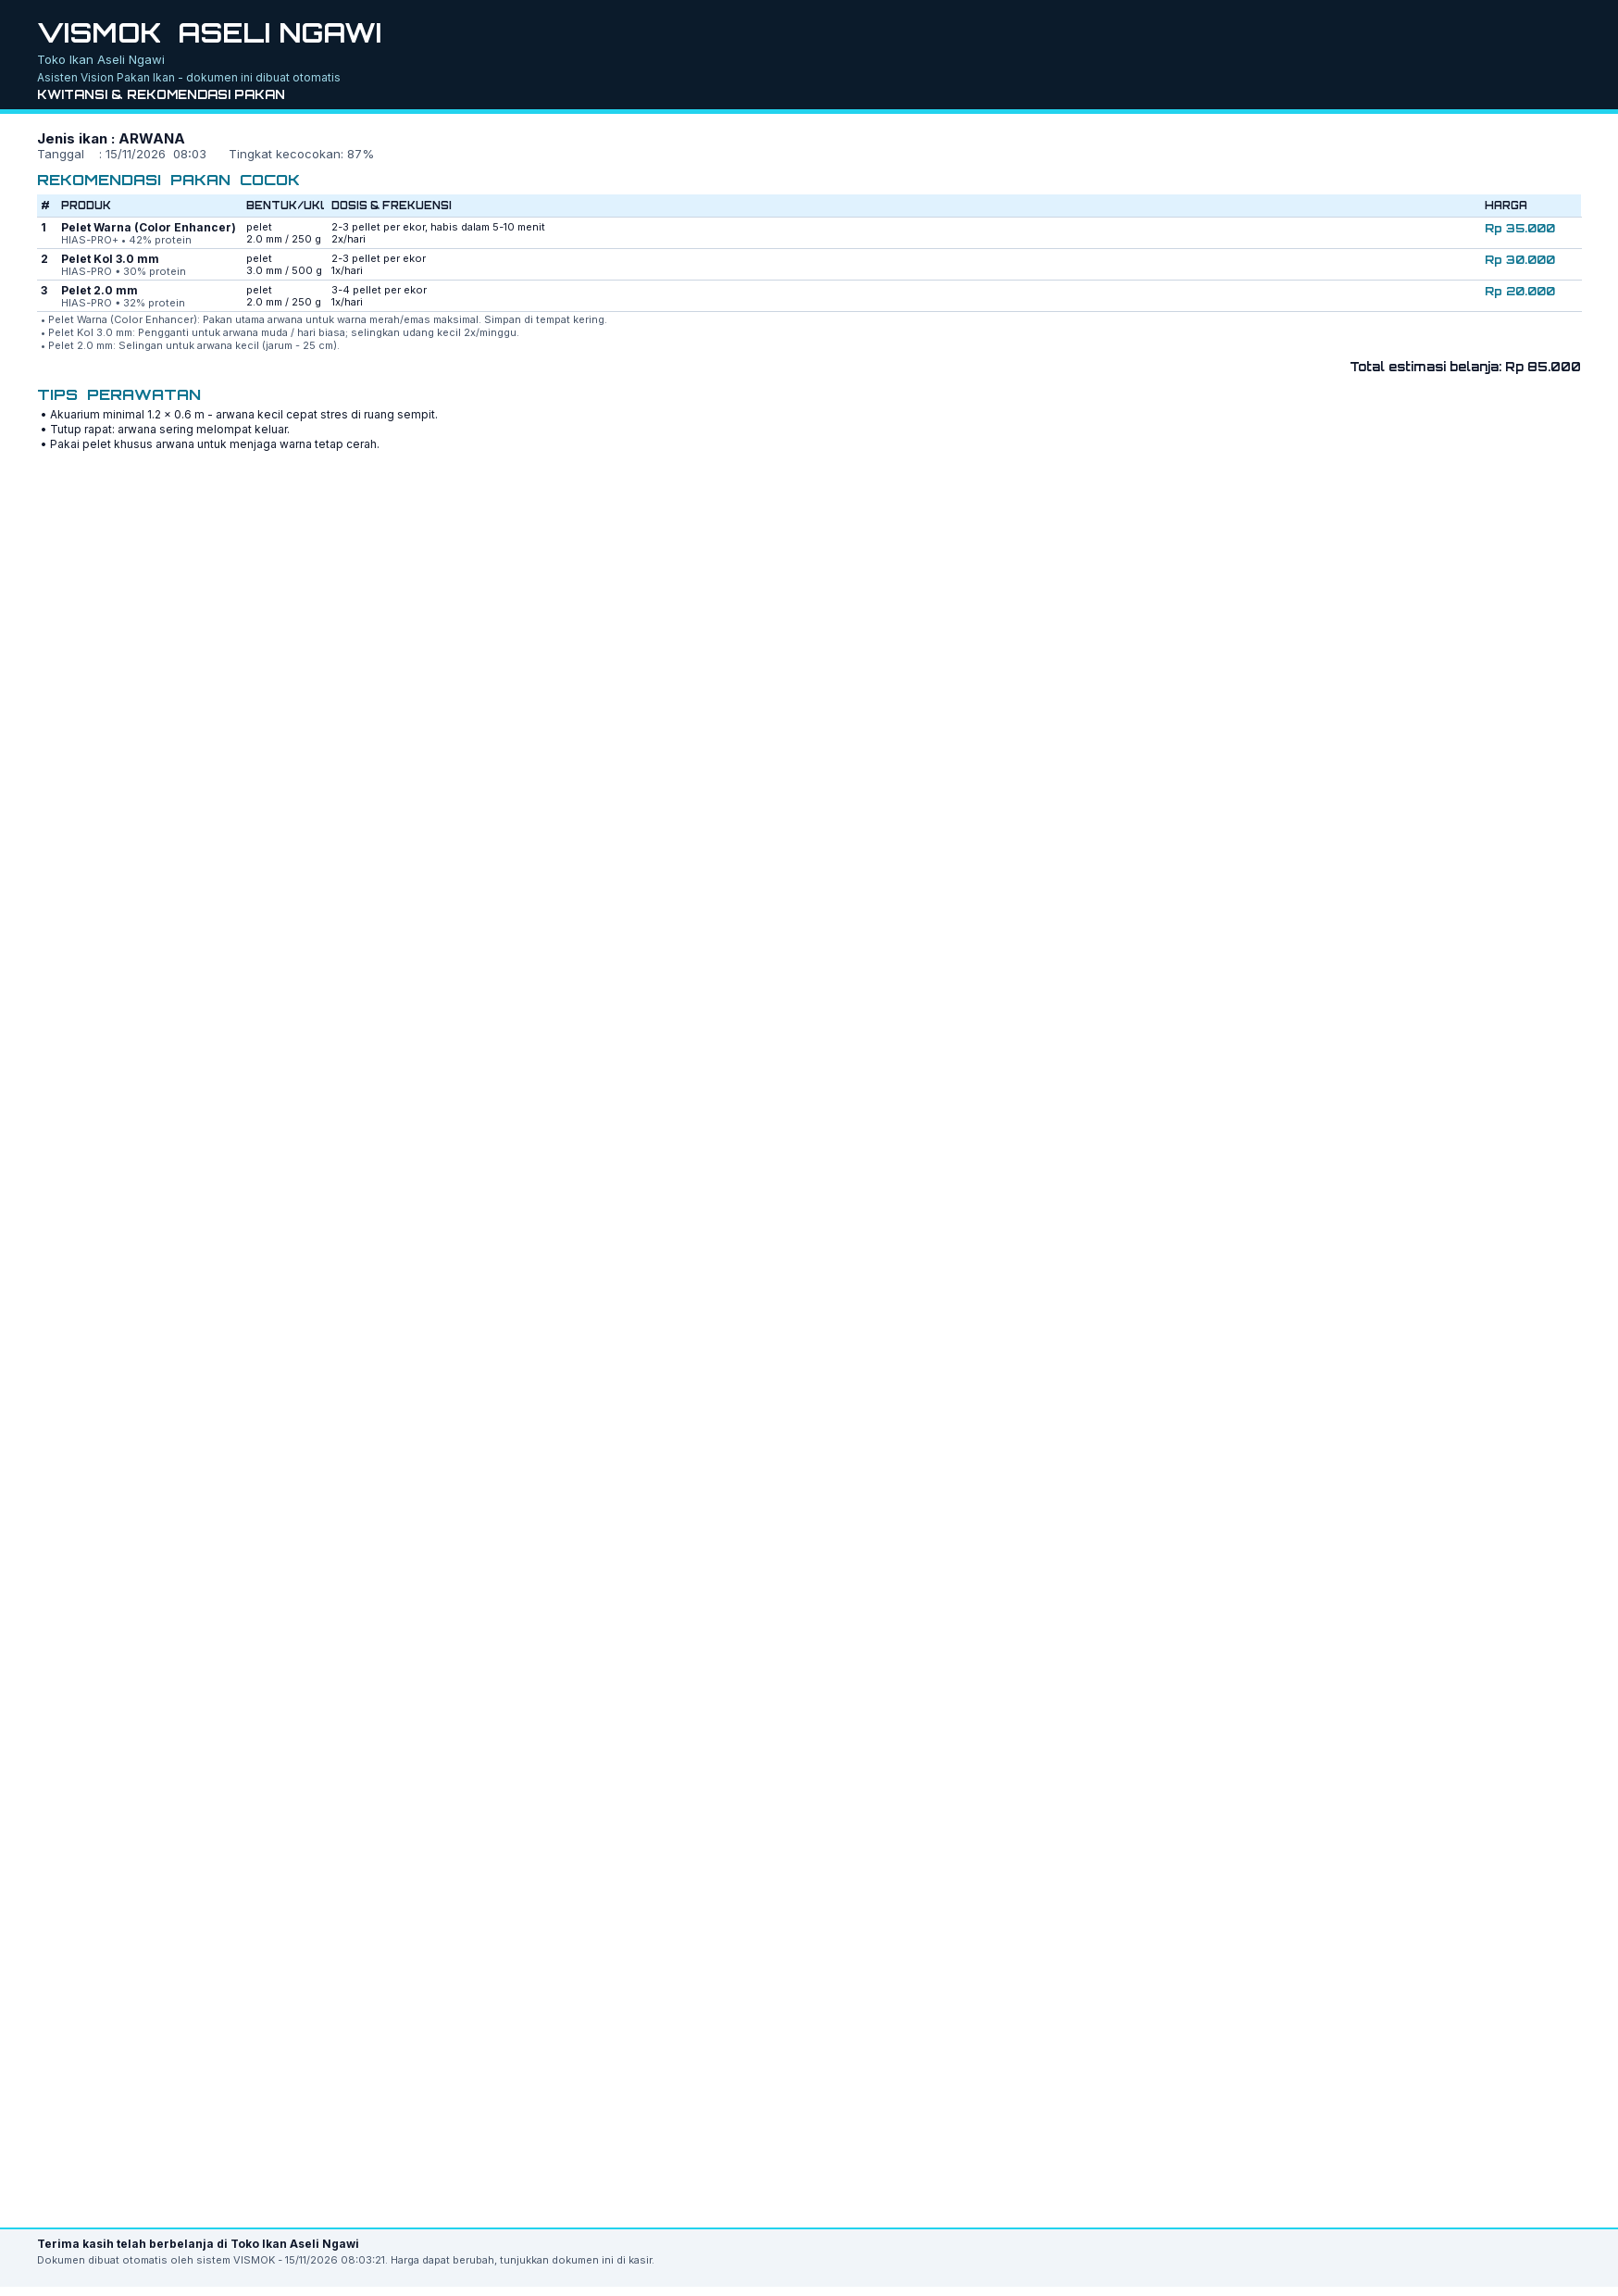 VISMOK ASELI NGAWI
Toko Ikan Aseli Ngawi
Asisten Vision Pakan Ikan - dokumen ini dibuat otomatis
KWITANSI & REKOMENDASI PAKAN
Jenis ikan : ARWANA
Tanggal : 15/11/2026 08:03 Tingkat kecocokan: 87%
REKOMENDASI PAKAN COCOK
# PRODUK BENTUK/UKU DOSIS & FREKUENSI HARGA
1 Pelet Warna (Color Enhancer) pelet 2-3 pellet per ekor, habis dalam 5-10 menit Rp 35.000
HIAS-PRO+ • 42% protein 2.0 mm / 250 g 2x/hari
2 Pelet Koi 3.0 mm pelet 2-3 pellet per ekor Rp 30.000
HIAS-PRO • 30% protein 3.0 mm / 500 g 1x/hari
3 Pelet 2.0 mm pelet 3-4 pellet per ekor Rp 20.000
HIAS-PRO • 32% protein 2.0 mm / 250 g 1x/hari
• Pelet Warna (Color Enhancer): Pakan utama arwana untuk warna merah/emas maksimal. Simpan di tempat kering.
• Pelet Koi 3.0 mm: Pengganti untuk arwana muda / hari biasa; selingkan udang kecil 2x/minggu.
• Pelet 2.0 mm: Selingan untuk arwana kecil (jarum - 25 cm).
Total estimasi belanja: Rp 85.000
TIPS PERAWATAN
• Akuarium minimal 1.2 × 0.6 m - arwana kecil cepat stres di ruang sempit.
• Tutup rapat: arwana sering melompat keluar.
• Pakai pelet khusus arwana untuk menjaga warna tetap cerah.
Terima kasih telah berbelanja di Toko Ikan Aseli Ngawi
Dokumen dibuat otomatis oleh sistem VISMOK - 15/11/2026 08:03:21. Harga dapat berubah, tunjukkan dokumen ini di kasir.